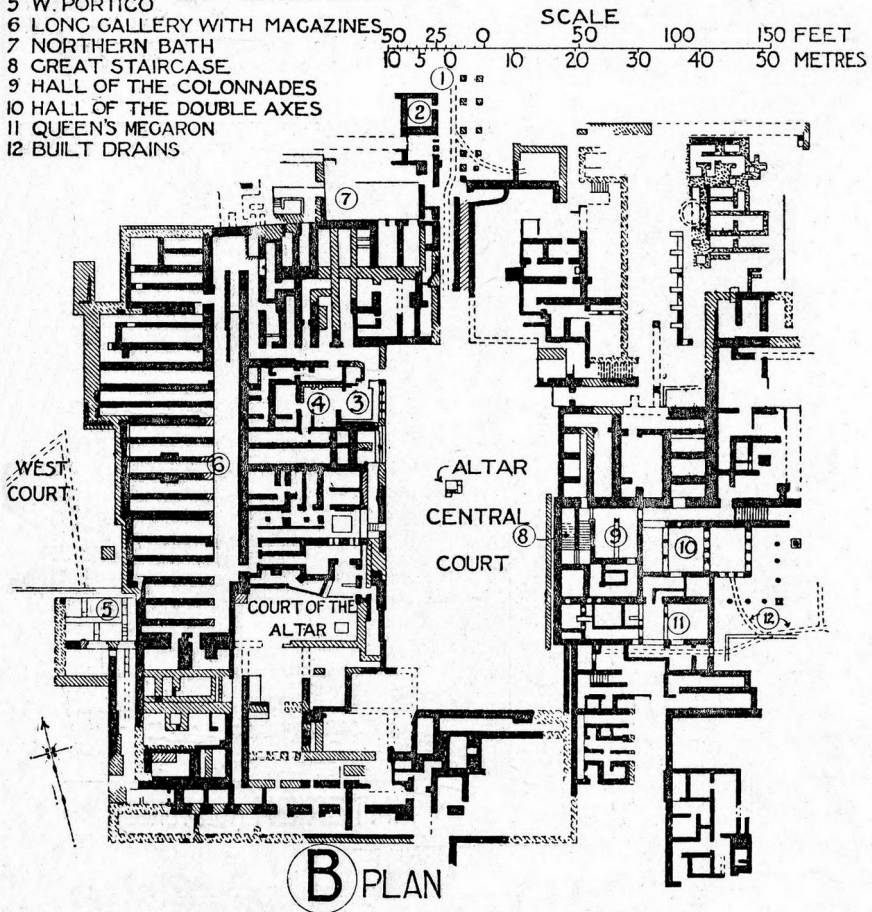 5 W. PORTICO
6 LONG GALLERY WITH MAGAZINES
7 NORTHERN BATH
8 GREAT STAIRCASE
9 HALL OF THE COLONNADES
10 HALL OF THE DOUBLE AXES
11 QUEEN'S MEGARON
12 BUILT DRAINS
SCALE
50 25 0 50 100 150 FEET
10 5 0 10 20 30 40 50 METRES
1
2
7
4 3
6
WEST
COURT
ALTAR
CENTRAL
COURT
8 9 10
5
COURT OF THE
ALTAR
11 12
B PLAN